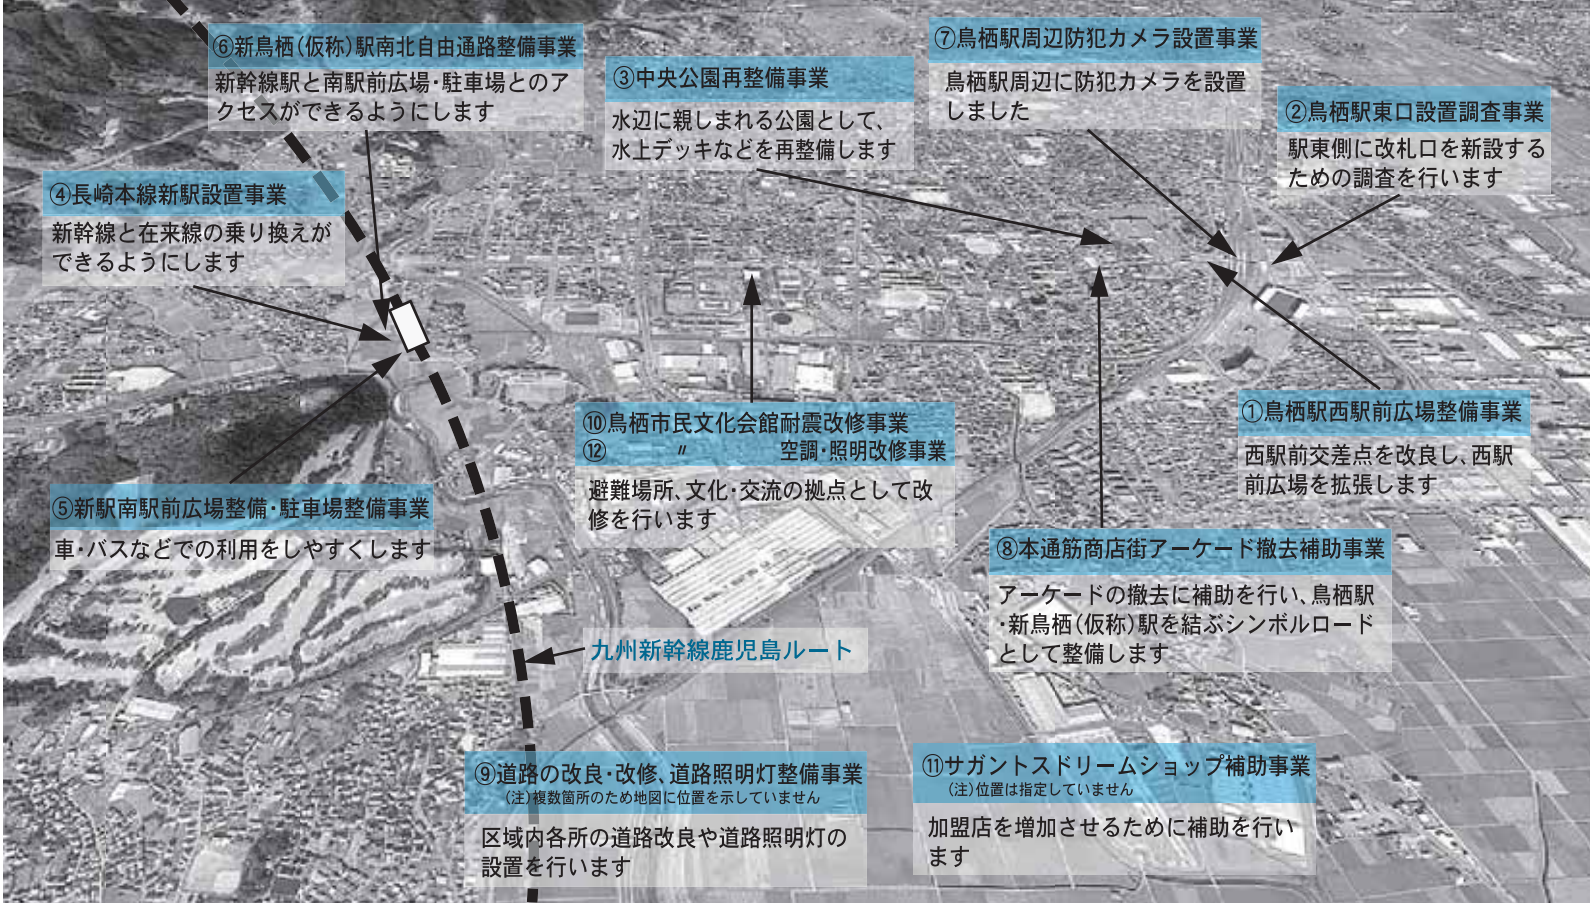 ⑥新鳥栖(仮称)駅南北自由通路整備事業
新幹線駅と南駅前広場・駐車場とのア
クセスができるようにします
③中央公園再整備事業
水辺に親しまれる公園として、
水上デッキなどを再整備します
⑦鳥栖駅周辺防犯カメラ設置事業
鳥栖駅周辺に防犯カメラを設置
しました
②鳥栖駅東口設置調査事業
駅東側に改札口を新設する
ための調査を行います
④長崎本線新駅設置事業
新幹線と在来線の乗り換えが
できるようにします
①鳥栖駅西駅前広場整備事業
西駅前交差点を改良し、西駅
前広場を拡張します
⑩鳥栖市民文化会館耐震改修事業
⑫ 〃 空調・照明改修事業
避難場所、文化・交流の拠点として改
修を行います
⑤新駅南駅前広場整備・駐車場整備事業
車・バスなどでの利用をしやすくします
⑧本通筋商店街アーケード撤去補助事業
アーケードの撤去に補助を行い、鳥栖駅
・新鳥栖(仮称)駅を結ぶシンボルロード
として整備します
九州新幹線鹿児島ルート
⑨道路の改良・改修、道路照明灯整備事業
(注)複数箇所のため地図に位置を示していません
区域内各所の道路改良や道路照明灯の
設置を行います
⑪サガントスドリームショップ補助事業
(注)位置は指定していません
加盟店を増加させるために補助を行い
ます